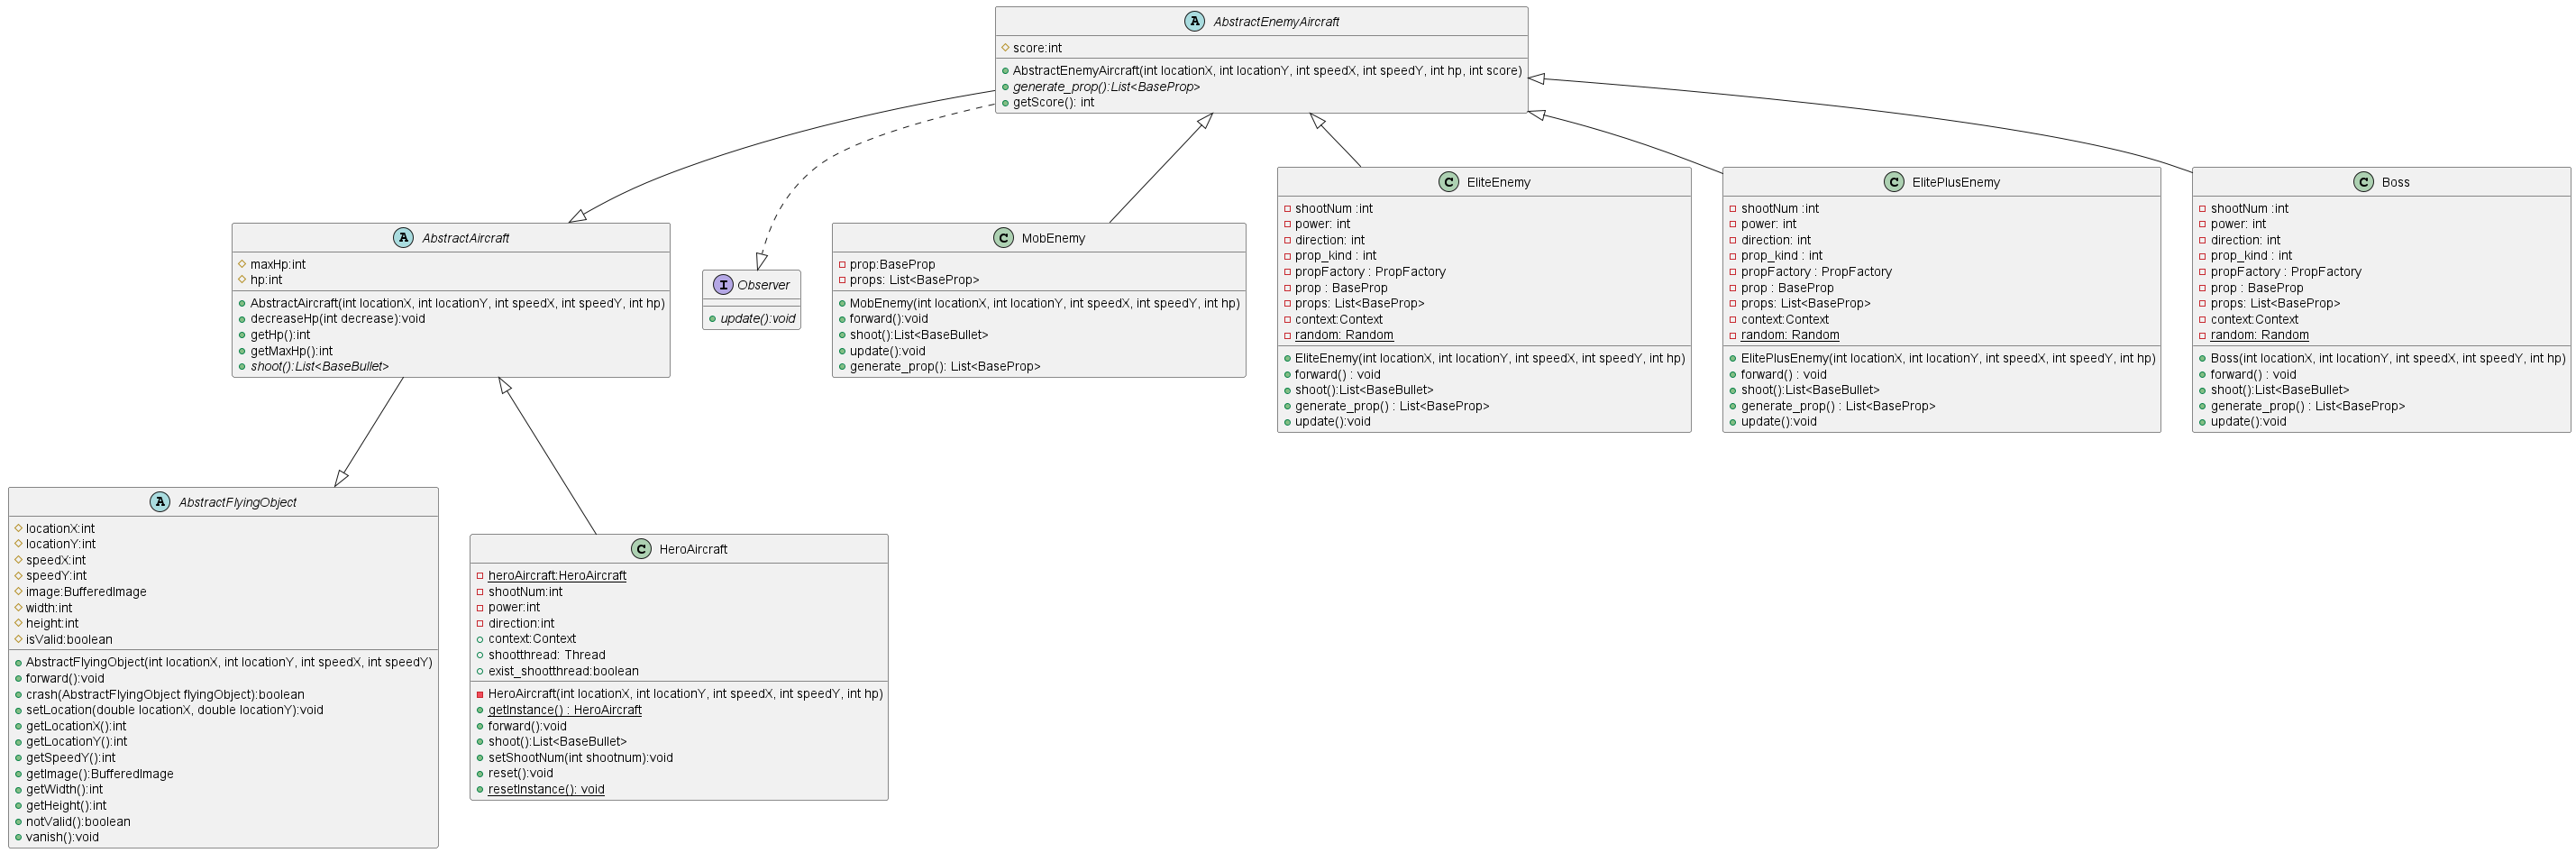 A AbstractEnemyAircraft
score:int
AbstractEnemyAircraft(int locationX, int locationY, int speedX, int speedY, int hp, int score)
generate_prop():List<BaseProp>
getScore(): int
A AbstractAircraft
maxHp:int
hp:int
AbstractAircraft(int locationX, int locationY, int speedX, int speedY, int hp)
decreaseHp(int decrease):void
getHp():int
getMaxHp():int
shoot():List<BaseBullet>
I Observer
update():void
C MobEnemy
prop:BaseProp
props: List<BaseProp>
MobEnemy(int locationX, int locationY, int speedX, int speedY, int hp)
forward():void
shoot():List<BaseBullet>
update():void
generate_prop(): List<BaseProp>
C EliteEnemy
shootNum :int
power: int
direction: int
prop_kind : int
propFactory : PropFactory
prop : BaseProp
props: List<BaseProp>
context:Context
random: Random
EliteEnemy(int locationX, int locationY, int speedX, int speedY, int hp)
forward() : void
shoot():List<BaseBullet>
generate_prop() : List<BaseProp>
update():void
C ElitePlusEnemy
shootNum :int
power: int
direction: int
prop_kind : int
propFactory : PropFactory
prop : BaseProp
props: List<BaseProp>
context:Context
random: Random
ElitePlusEnemy(int locationX, int locationY, int speedX, int speedY, int hp)
forward() : void
shoot():List<BaseBullet>
generate_prop() : List<BaseProp>
update():void
C Boss
shootNum :int
power: int
direction: int
prop_kind : int
propFactory : PropFactory
prop : BaseProp
props: List<BaseProp>
context:Context
random: Random
Boss(int locationX, int locationY, int speedX, int speedY, int hp)
forward() : void
shoot():List<BaseBullet>
generate_prop() : List<BaseProp>
update():void
A AbstractFlyingObject
locationX:int
locationY:int
speedX:int
speedY:int
image:BufferedImage
width:int
height:int
isValid:boolean
AbstractFlyingObject(int locationX, int locationY, int speedX, int speedY)
forward():void
crash(AbstractFlyingObject flyingObject):boolean
setLocation(double locationX, double locationY):void
getLocationX():int
getLocationY():int
getSpeedY():int
getImage():BufferedImage
getWidth():int
getHeight():int
notValid():boolean
vanish():void
C HeroAircraft
heroAircraft:HeroAircraft
shootNum:int
power:int
direction:int
context:Context
shootthread: Thread
exist_shootthread:boolean
HeroAircraft(int locationX, int locationY, int speedX, int speedY, int hp)
getInstance() : HeroAircraft
forward():void
shoot():List<BaseBullet>
setShootNum(int shootnum):void
reset():void
resetInstance(): void